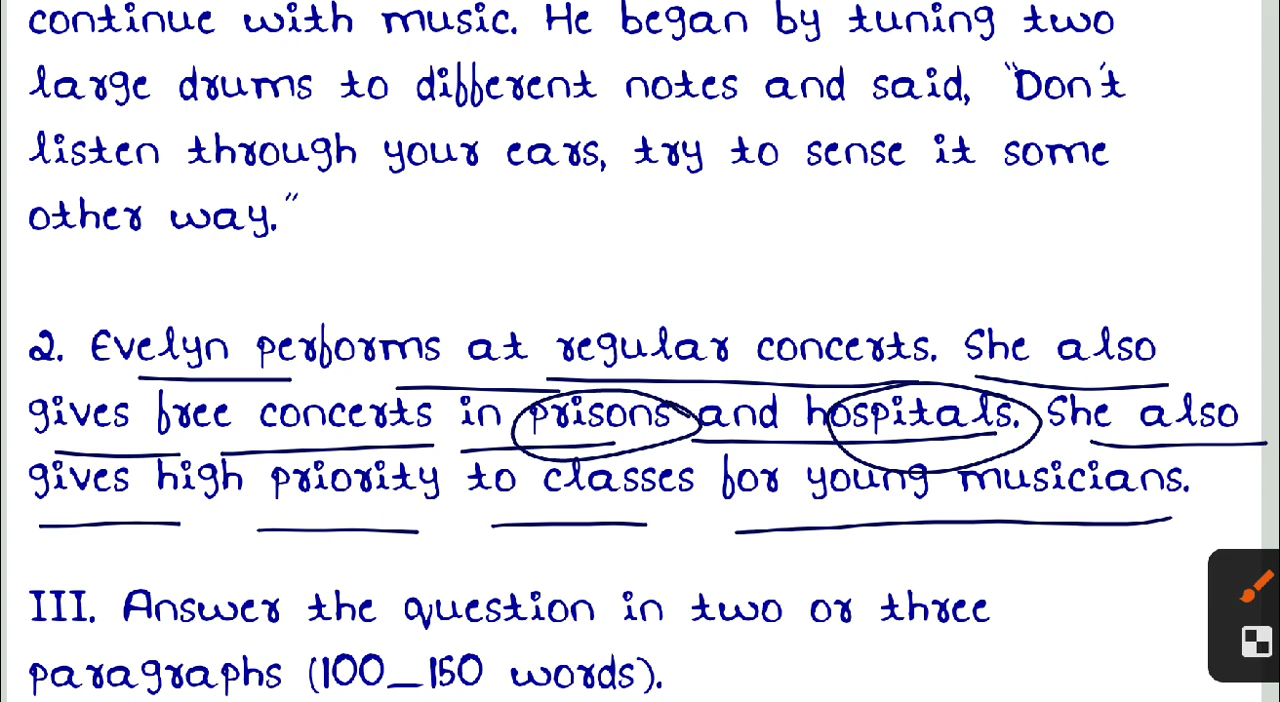 continue with music. He began by tuning two
large drums to different notes and said, "Don't
listen through your ears, try to sense it some
other way."
2. Evelyn performs at regular concerts. She also
gives free concerts in prisons and hospitals. She also
gives high priority to classes for young musicians.
III. Answer the question in two or three
paragraphs (100_150 words).